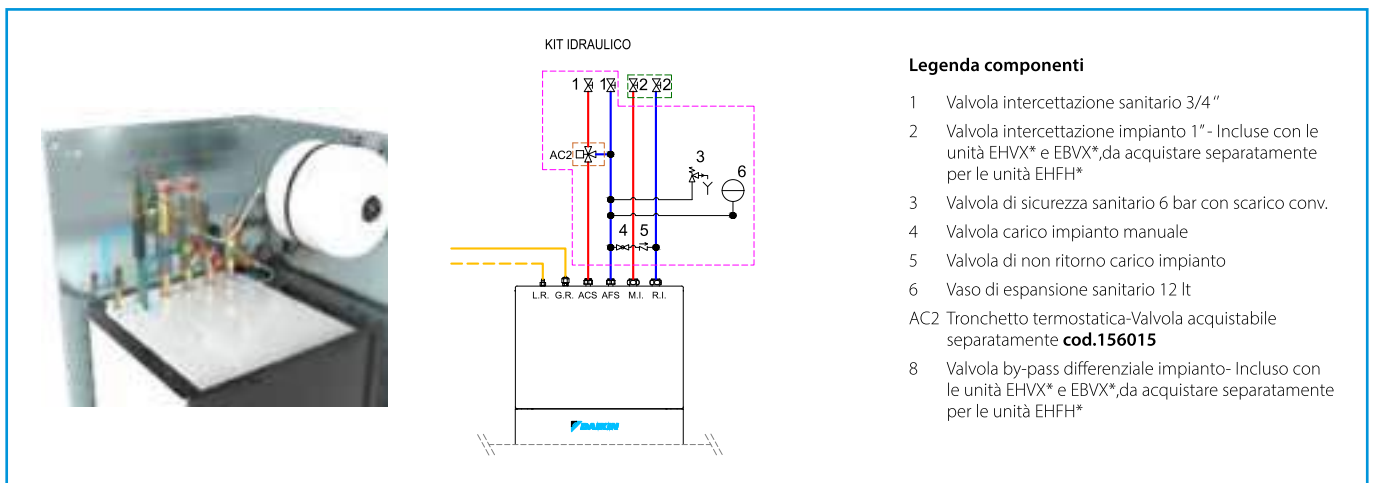 KIT IDRAULICO
1 1 2 2
AC2
3
6
4 5
L.R. G.R. ACS AFS M.I. R.I.
DAIKIN
Legenda componenti
1 Valvola intercettazione sanitario 3/4“
2 Valvola intercettazione impianto 1”- Incluse con le
unità EHVX* e EBVX*,da acquistare separatamente
per le unità EHFH*
3 Valvola di sicurezza sanitario 6 bar con scarico conv.
4 Valvola carico impianto manuale
5 Valvola di non ritorno carico impianto
6 Vaso di espansione sanitario 12 lt
AC2 Tronchetto termostatica-Valvola acquistabile
separatamente cod.156015
8 Valvola by-pass differenziale impianto- Incluso con
le unità EHVX* e EBVX*,da acquistare separatamente
per le unità EHFH*